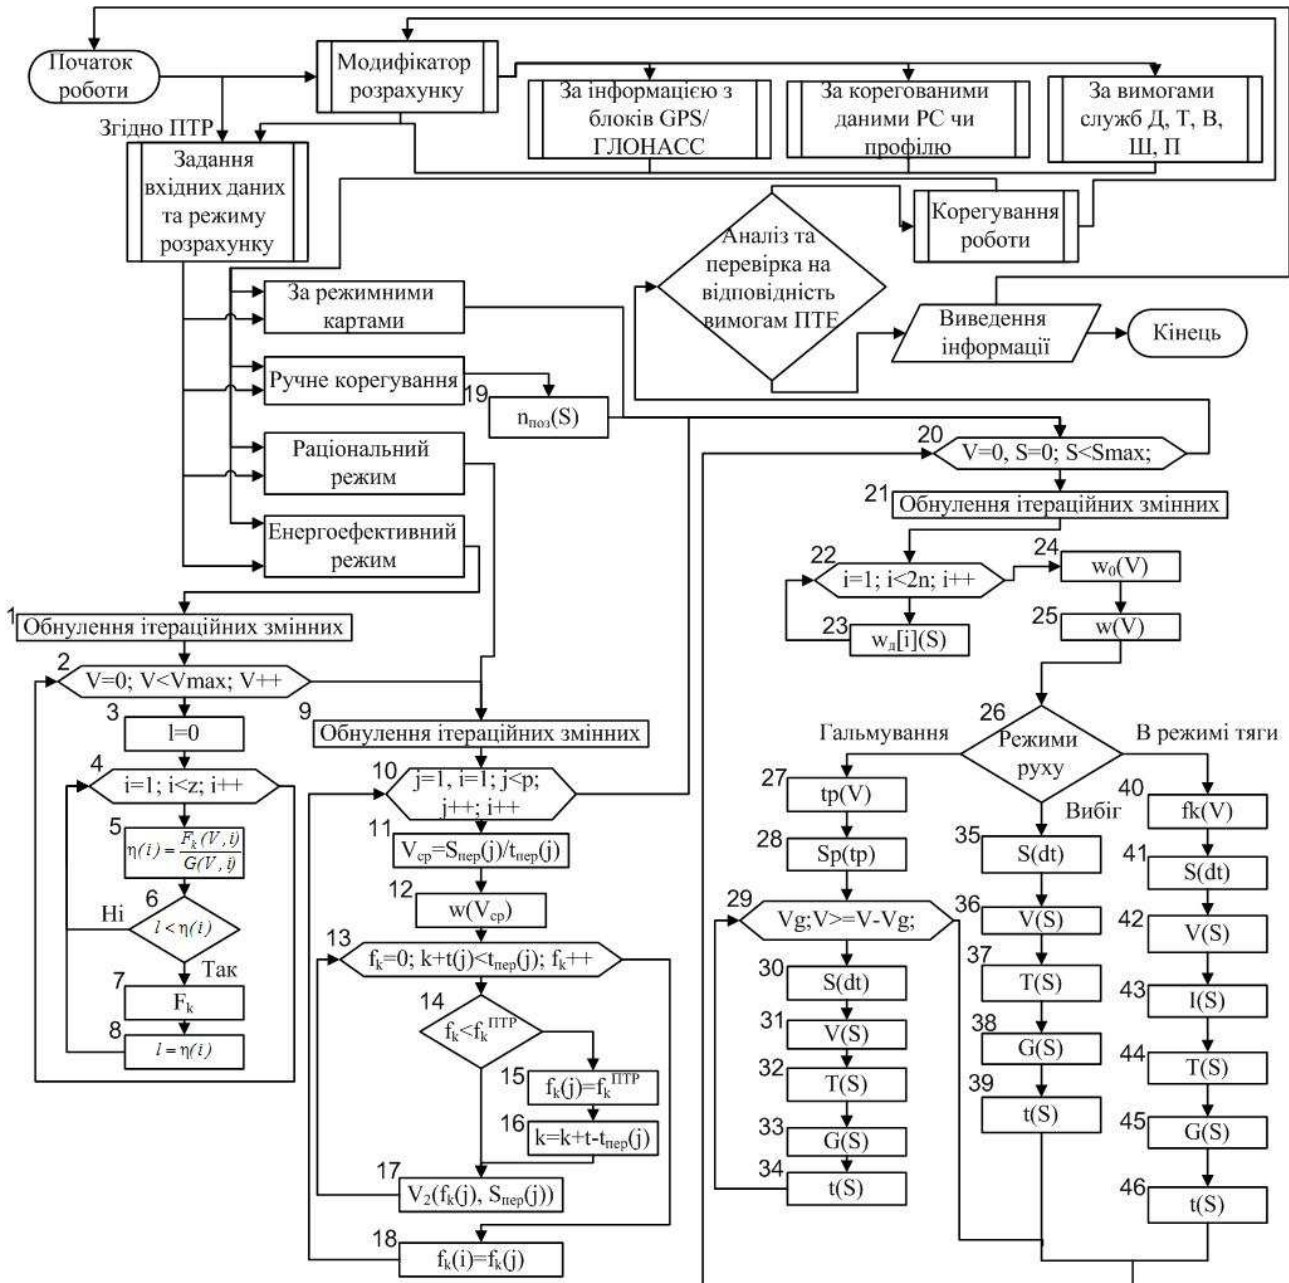 Початок
роботи
Модифікатор
розрахунку
За інформацією з
блоків GPS/
ГЛОНАСС
За корегованими
даними РС чи
профілю
За вимогами
служб Д, Т, В,
Ш, П
Згідно ПТР
Задання
вхідних даних
та режиму
розрахунку
Корегування
роботи
Аналіз та
перевірка на
відповідність
вимогам ПТЕ
Виведення
інформації
Кінець
За режимними
картами
Ручне корегування
19
nпоз(S)
Раціональний
режим
Енергоефективний
режим
1
Обнулення ітераційних змінних
2
V=0; V<Vmax; V++
3
l=0
4
i=1; i<z; i++
5
η(i)=Fk(V,i)/G(V,i)
6
l<η(i)
Ні
Так
7
Fk
8
l=η(i)
9
Обнулення ітераційних змінних
10
j=1, i=1; j<p;
j++; i++
11
Vср=Sпер(j)/tпер(j)
12
w(Vср)
13
fk=0; k+t(j)<tпер(j); fk++
14
fk<fkПТР
15
fk(j)=fkПТР
16
k=k+t-tпер(j)
17
V2(fk(j), Sпер(j))
18
fk(i)=fk(j)
20
V=0, S=0; S<Smax;
21
Обнулення ітераційних змінних
22
i=1; i<2n; i++
23
wд[i](S)
24
w0(V)
25
w(V)
26
Режими
руху
Гальмування
В режимі тяги
Вибіг
27
tp(V)
28
Sp(tp)
29
Vg;V>=V-Vg;
30
S(dt)
31
V(S)
32
T(S)
33
G(S)
34
t(S)
35
S(dt)
36
V(S)
37
T(S)
38
G(S)
39
t(S)
40
fk(V)
41
S(dt)
42
V(S)
43
I(S)
44
T(S)
45
G(S)
46
t(S)